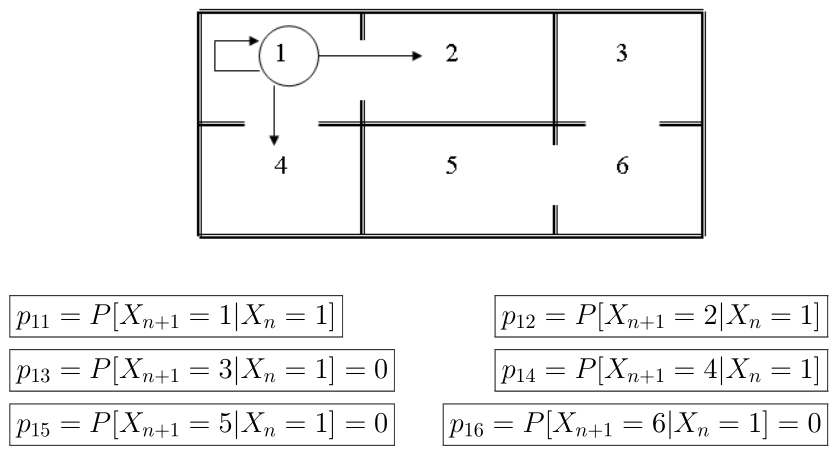 1 2 3
4 5 6
p₁₁ = P[Xₙ₊₁ = 1|Xₙ = 1] p₁₂ = P[Xₙ₊₁ = 2|Xₙ = 1]
p₁₃ = P[Xₙ₊₁ = 3|Xₙ = 1] = 0 p₁₄ = P[Xₙ₊₁ = 4|Xₙ = 1]
p₁₅ = P[Xₙ₊₁ = 5|Xₙ = 1] = 0 p₁₆ = P[Xₙ₊₁ = 6|Xₙ = 1] = 0